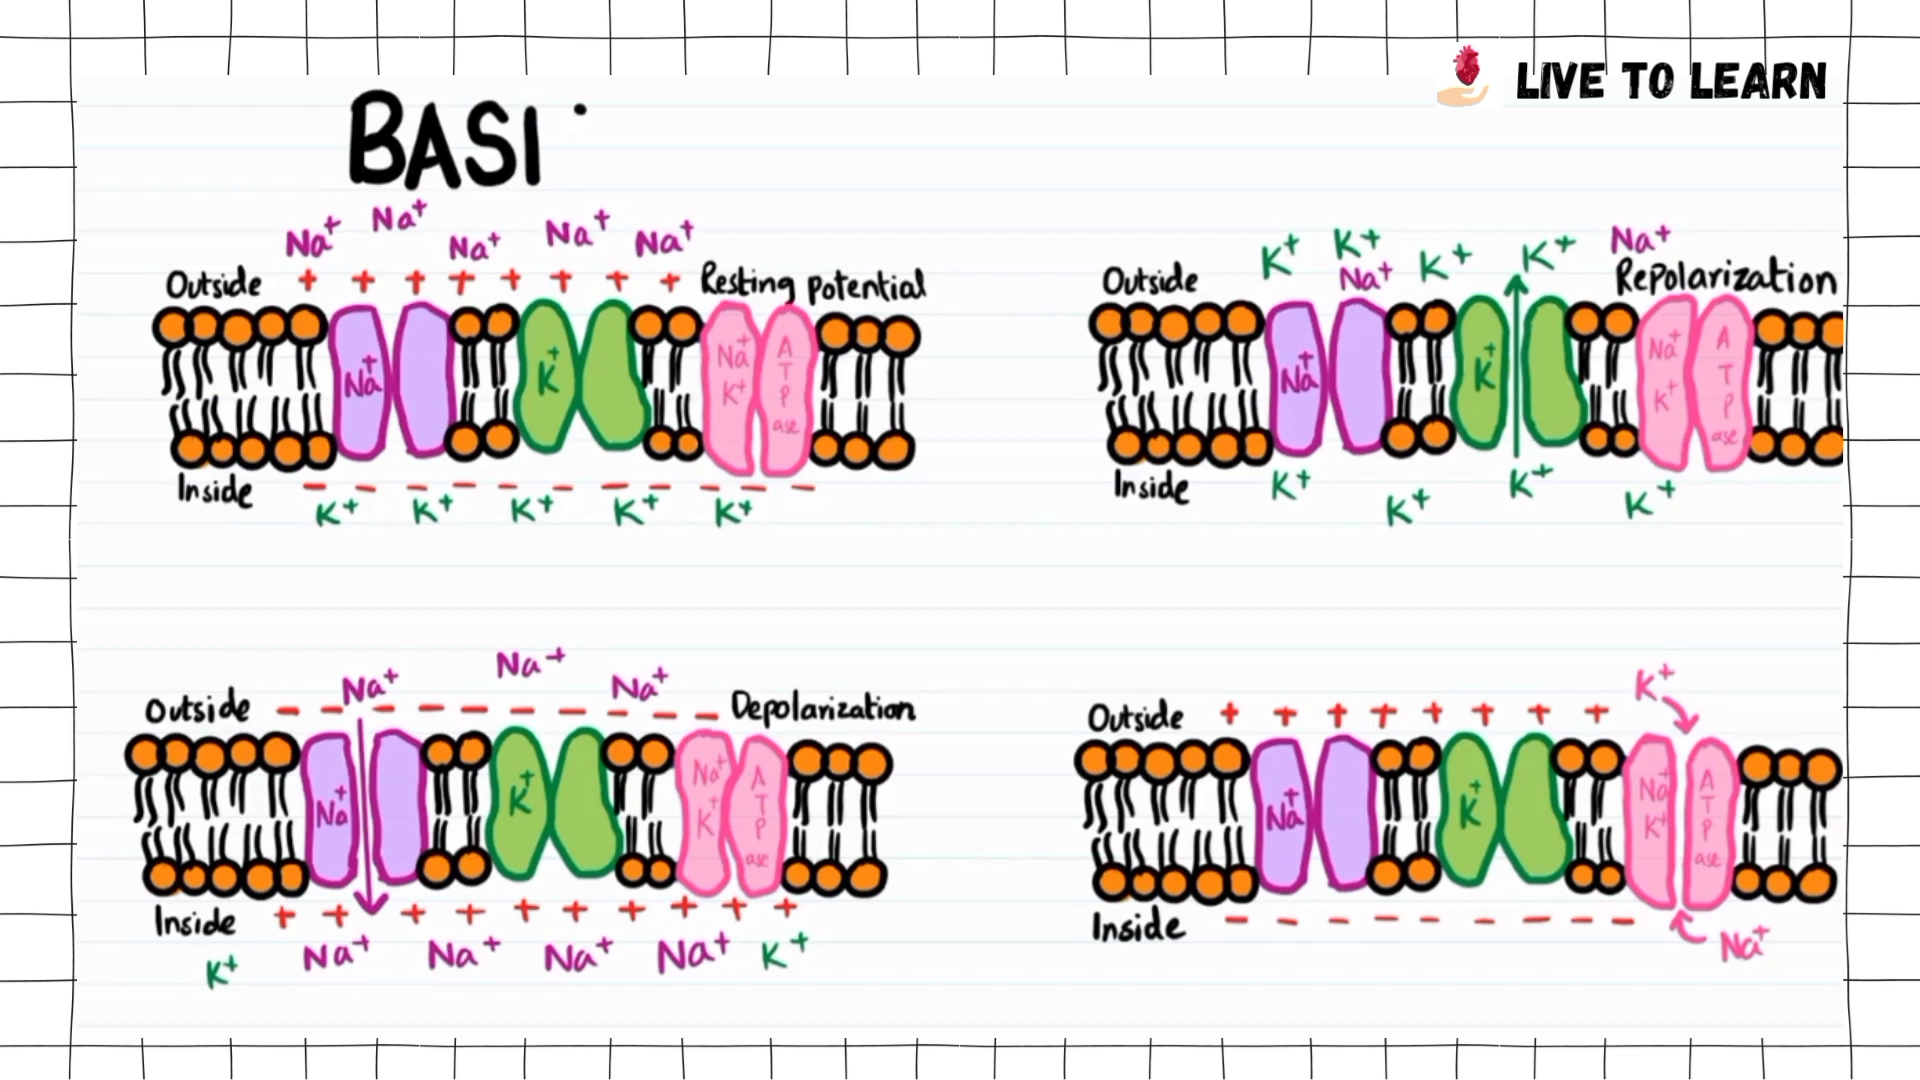 LIVE TO LEARN
BASI
Na+ Na+ Na+ Na+ Na+
Outside + + + + + + + + Resting potential
Na+ K+ Na+ K+ ATPase
Inside - - - - - - - - - -
K+ K+ K+ K+ K+
K+ K+ Na+ K+ K+ Na+
Outside Repolarization
Na+ K+ Na+ K+ ATPase
Inside K+ K+ K+ K+
Na+ Na+ Na+
Outside - - - - - - - - - Depolarization
Na+ K+ Na+ K+ ATPase
Inside + + + + + + + + + +
K+ Na+ Na+ Na+ Na+ K+
K+
Outside + + + + + + + +
Na+ K+ Na+ K+ ATPase
Inside - - - - - - - - -
Na+